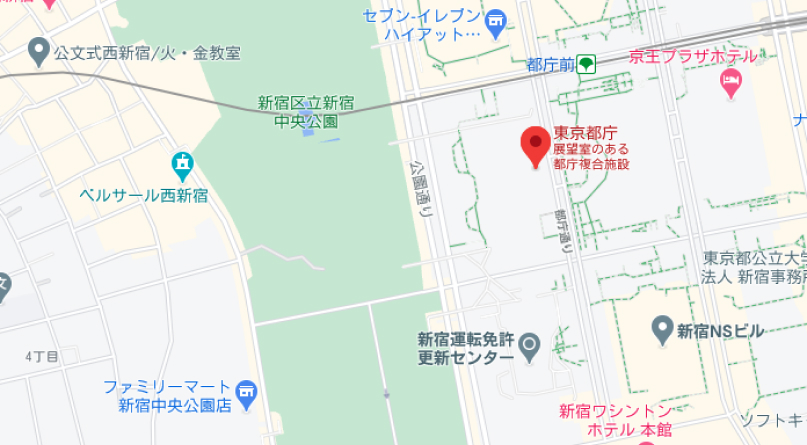 セブン-イレブン
ハイアット…
公文式西新宿/火・金教室
都庁前
京王プラザホテル
新宿区立新宿
中央公園
東京都庁
展望室のある
都庁複合施設
ベルサール西新宿
公園通り
都庁通り
東京都公立大学
法人 新宿事務所
新宿運転免許
更新センター
新宿NSビル
4丁目
ファミリーマート
新宿中央公園店
新宿ワシントン
ホテル 本館
ソフトキ